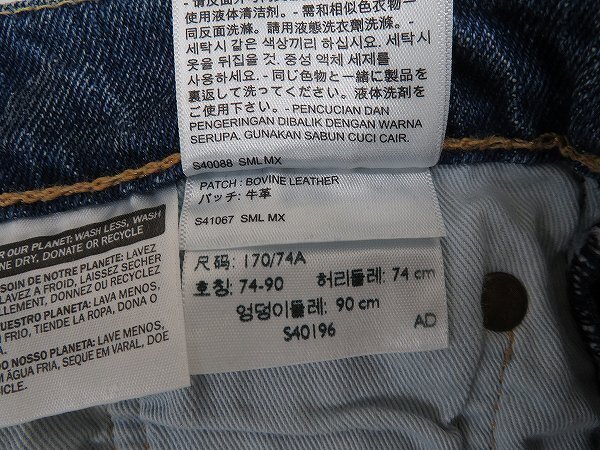 - 请反面
使用液体清洁剂。- 需和相似色衣物一
同反面洗滌。請用液態洗衣劑洗滌。-
세탁시 같은 색상끼리 하십시요. 세탁시
옷을 뒤집을 것. 중성 액체 세제를
사용하세요. - 同じ色物と一緒に製品を
裏返して洗ってください。液体洗剤を
ご使用下さい。- PENCUCIAN DAN
PENGERINGAN DIBALIK DENGAN WARNA
SERUPA. GUNAKAN SABUN CUCI CAIR.
S40088 SML MX
PATCH : BOVINE LEATHER
パッチ : 牛革
S41067 SML MX
尺码: 170/74A
호칭: 74-90 허리둘레: 74 cm
엉덩이둘레: 90 cm
S40196 AD
R OUR PLANET: WASH LESS, WASH
NE DRY, DONATE OR RECYCLE
SOIN DE NOTRE PLANETE: LAVEZ
LAVEZ A FROID, LAISSEZ SÉCHER
LLEMENT, DONNEZ OU RECYCLEZ
UESTRO PLANETA: LAVA MENOS,
N FRIO, TIENDE LA ROPA, DONA O
A
DO NOSSO PLANETA: LAVE MENOS,
M ÁGUA FRIA, SEQUE EM VARAL, DOE
CLE